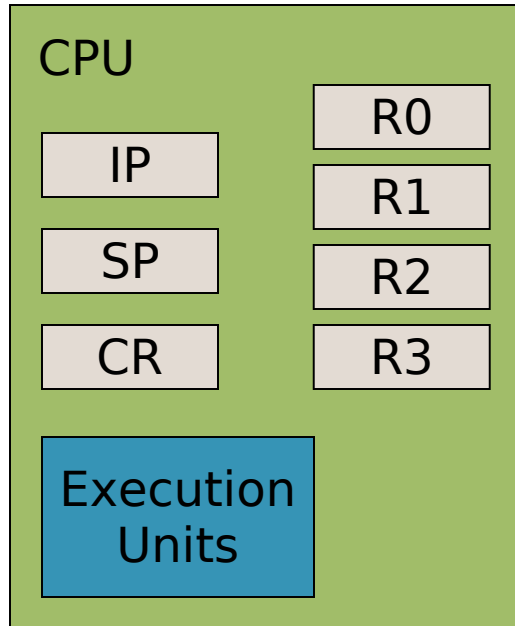 CPU
IP
SP
CR
R0
R1
R2
R3
Execution
Units